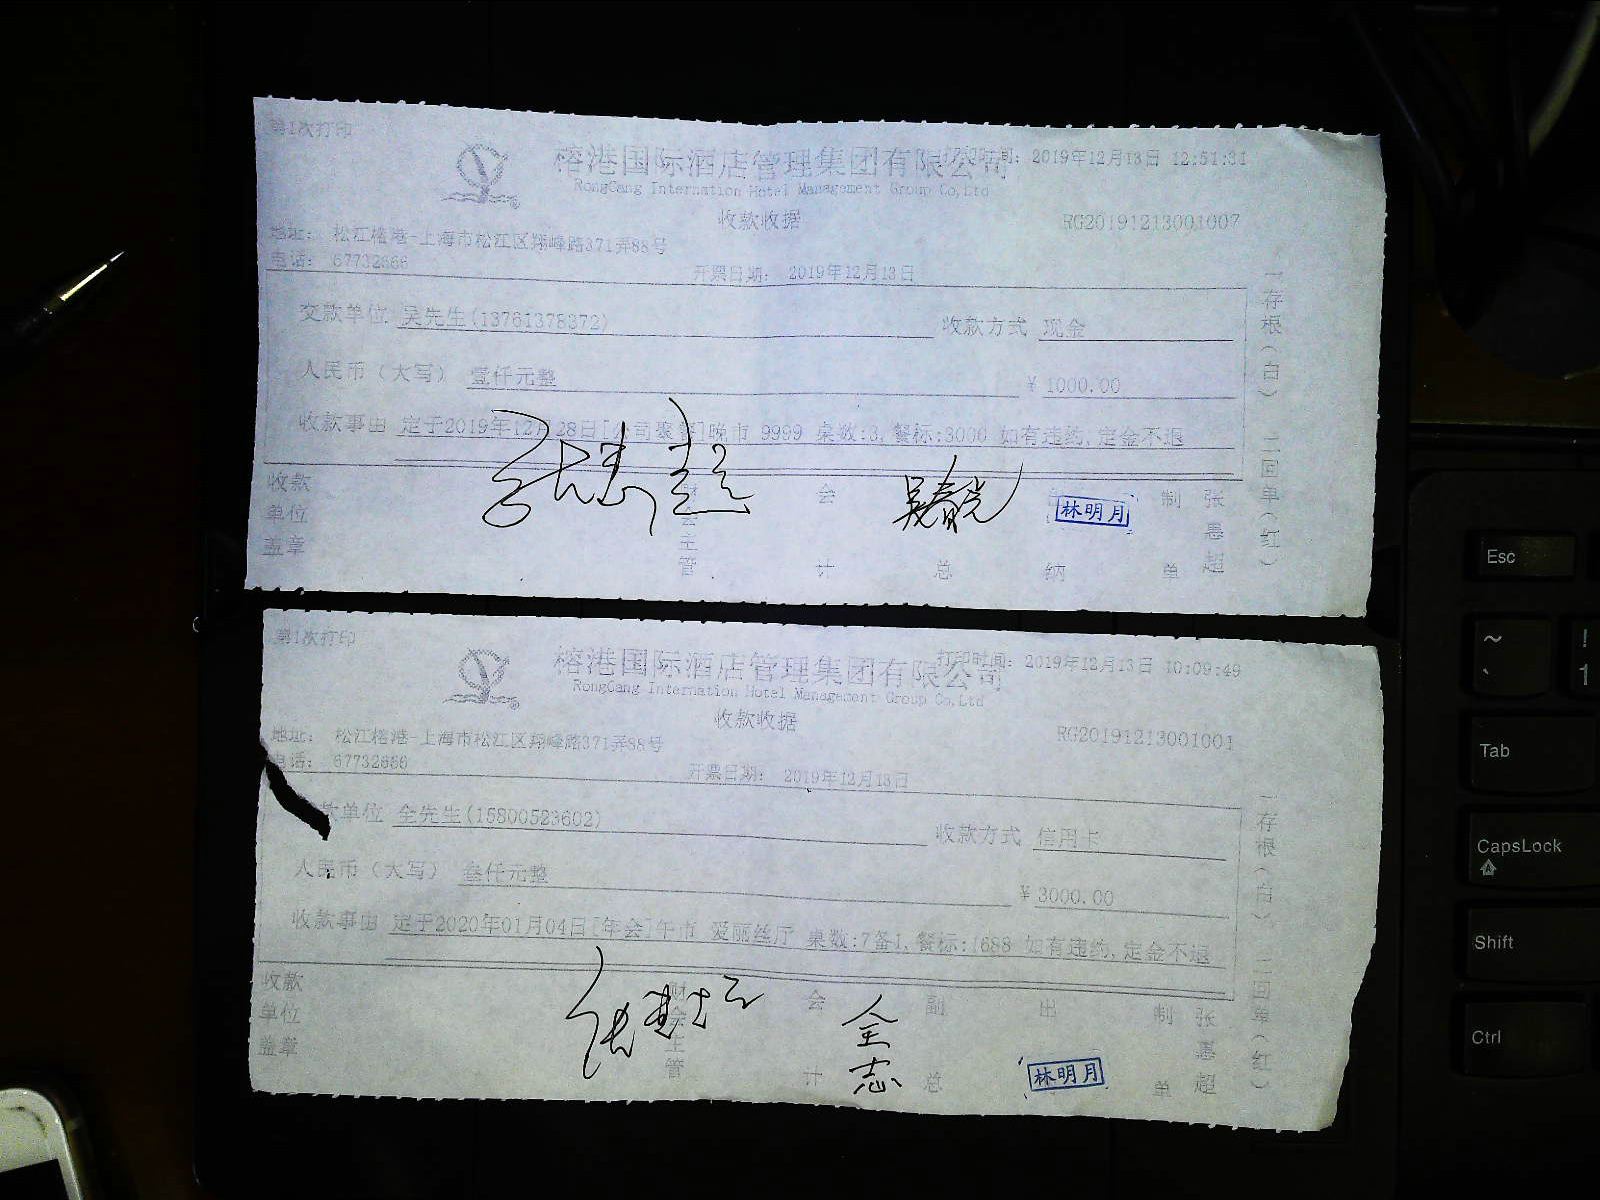 第1次打印
榕港国际酒店管理集团有限公司
打印时间: 2019年12月13日 12:51:31
RongGang Internation Hotel Management Group Co,Ltd
收款收据
RG20191213001007
地址: 松江榕港-上海市松江区翔峰路371弄88号
电话: 67732666
开票日期: 2019年12月13日
交款单位 吴先生(13761378372) 收款方式 现金
人民币（大写） 壹仟元整 ¥ 1000.00
收款事由 定于2019年12月28日[公司聚餐]晚市 9999 桌数:3,餐标:3000 如有违约,定金不退
收款单位盖章 财会主管 会计 总 纳 制单 张惠超
张惠超 吴春 林明月
一存根(白) 二回单(红)
第1次打印
榕港国际酒店管理集团有限公司
打印时间: 2019年12月13日 10:09:49
RongGang Internation Hotel Management Group Co,Ltd
收款收据
RG20191213001001
地址: 松江榕港-上海市松江区翔峰路371弄88号
电话: 67732666
开票日期: 2019年12月13日
款单位 全先生(15800523602) 收款方式 信用卡
人民币（大写） 叁仟元整 ¥ 3000.00
收款事由 定于2020年01月04日[年会]午市 爱丽丝厅 桌数:7备1,餐标:1688 如有违约,定金不退
收款单位盖章 财会主管 会计 副总 出 制单 张惠超
张惠超 全志 林明月
一存根(白) 二回单(红)
Esc
~
`
!
1
Tab
CapsLock
Shift
Ctrl